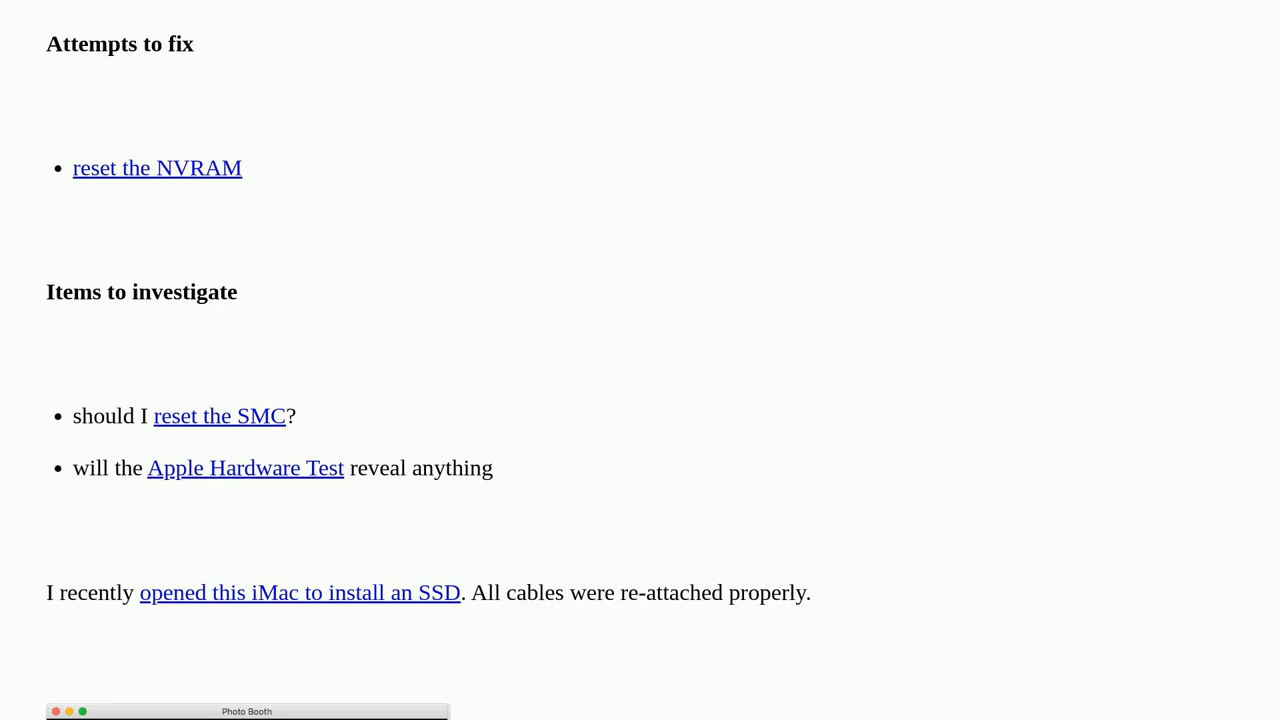 Attempts to fix
• reset the NVRAM
Items to investigate
• should I reset the SMC?
• will the Apple Hardware Test reveal anything
I recently opened this iMac to install an SSD. All cables were re-attached properly.
Photo Booth